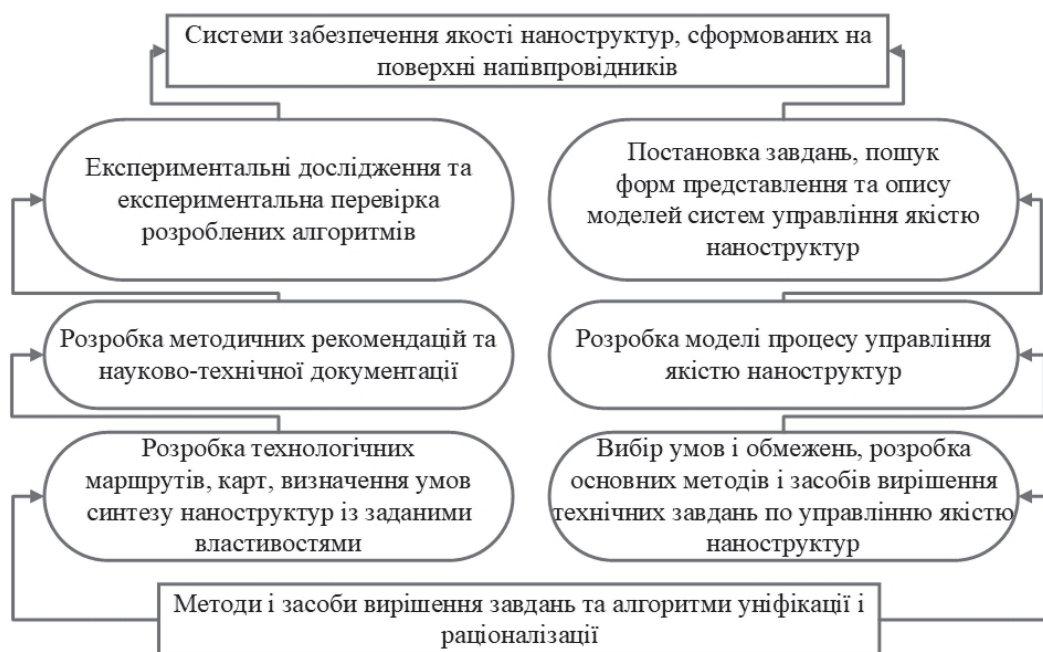 Системи забезпечення якості наноструктур, сформованих на
поверхні напівпровідників
Експериментальні дослідження та
експериментальна перевірка
розроблених алгоритмів
Постановка завдань, пошук
форм представлення та опису
моделей систем управління якістю
наноструктур
Розробка методичних рекомендацій та
науково-технічної документації
Розробка моделі процесу управління
якістю наноструктур
Розробка технологічних
маршрутів, карт, визначення умов
синтезу наноструктур із заданими
властивостями
Вибір умов і обмежень, розробка
основних методів і засобів вирішення
технічних завдань по управлінню якістю
наноструктур
Методи і засоби вирішення завдань та алгоритми уніфікації і
раціоналізації